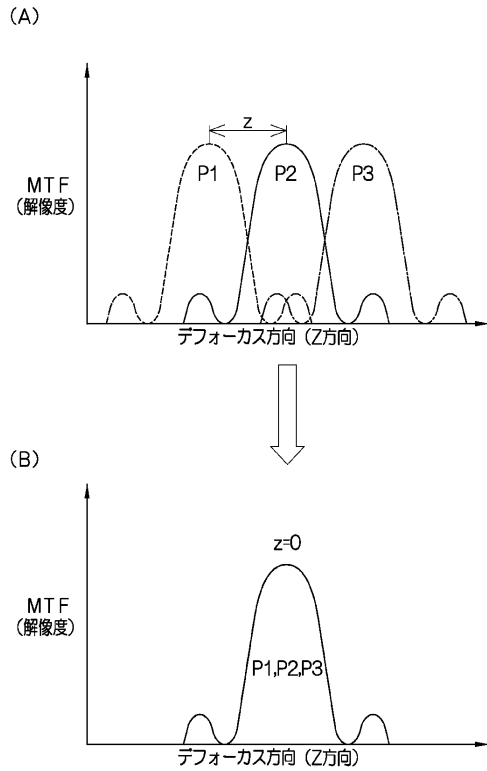 (A)
z
P1
P2
P3
MTF
(解像度)
デフォーカス方向(Z方向)
(B)
z=0
MTF
(解像度)
P1,P2,P3
デフォーカス方向(Z方向)